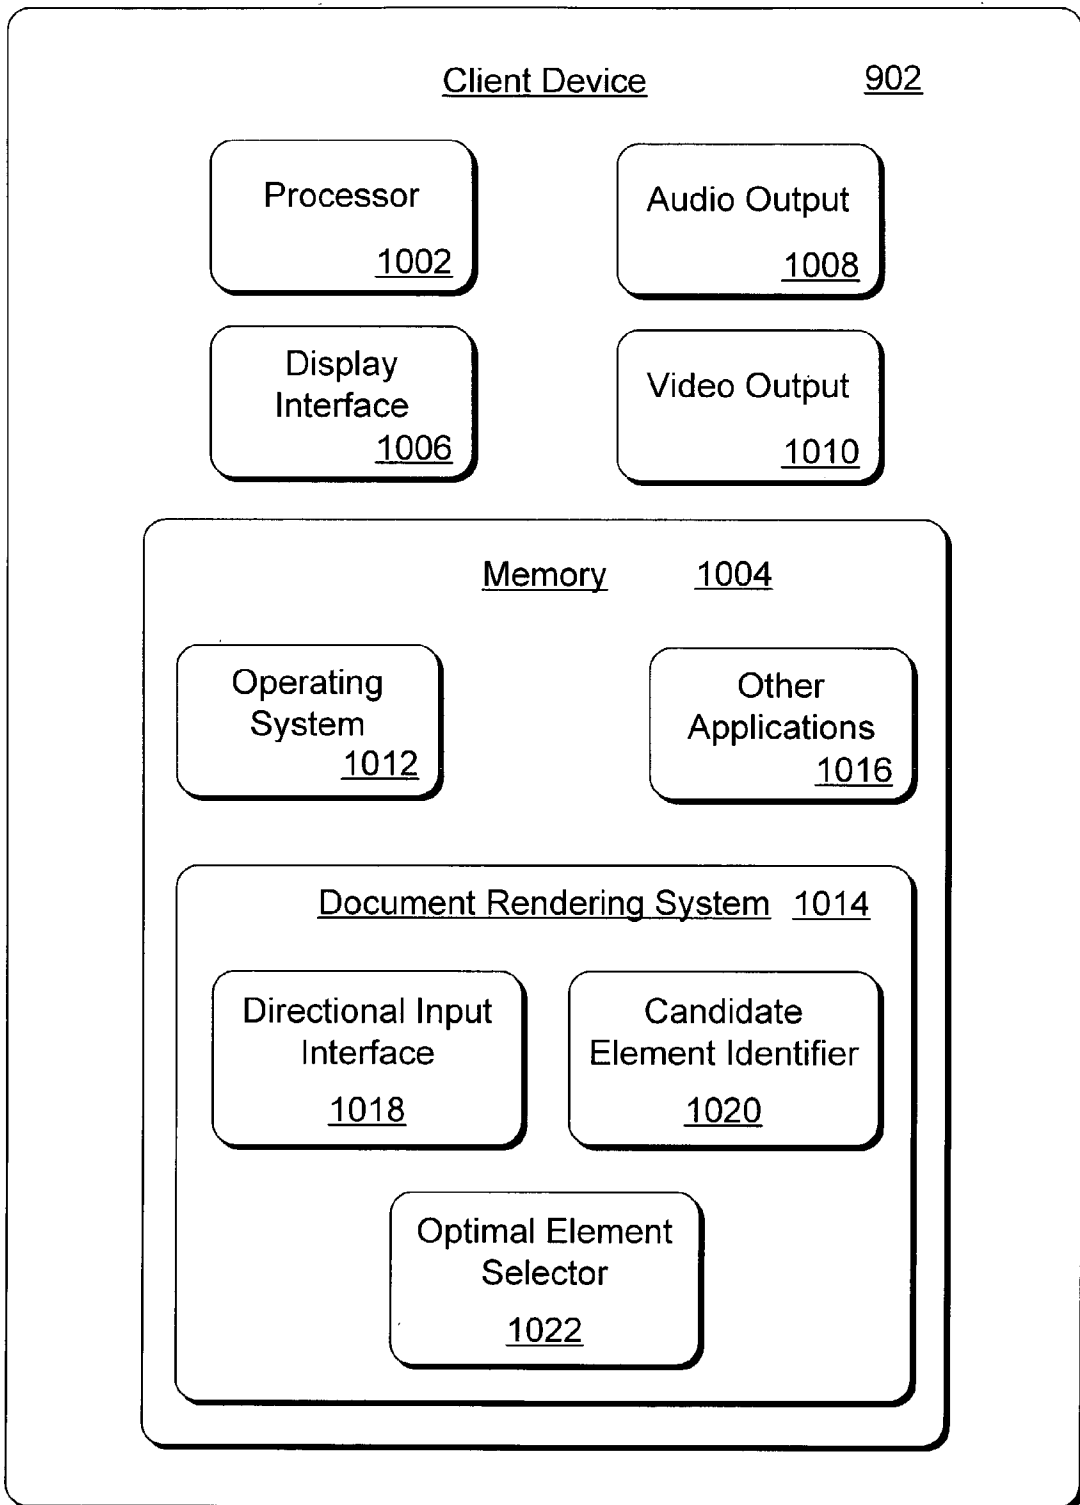 Client Device 902
Processor
1002
Audio Output
1008
Display
Interface
1006
Video Output
1010
Memory 1004
Operating
System
1012
Other
Applications
1016
Document Rendering System 1014
Directional Input
Interface
1018
Candidate
Element Identifier
1020
Optimal Element
Selector
1022